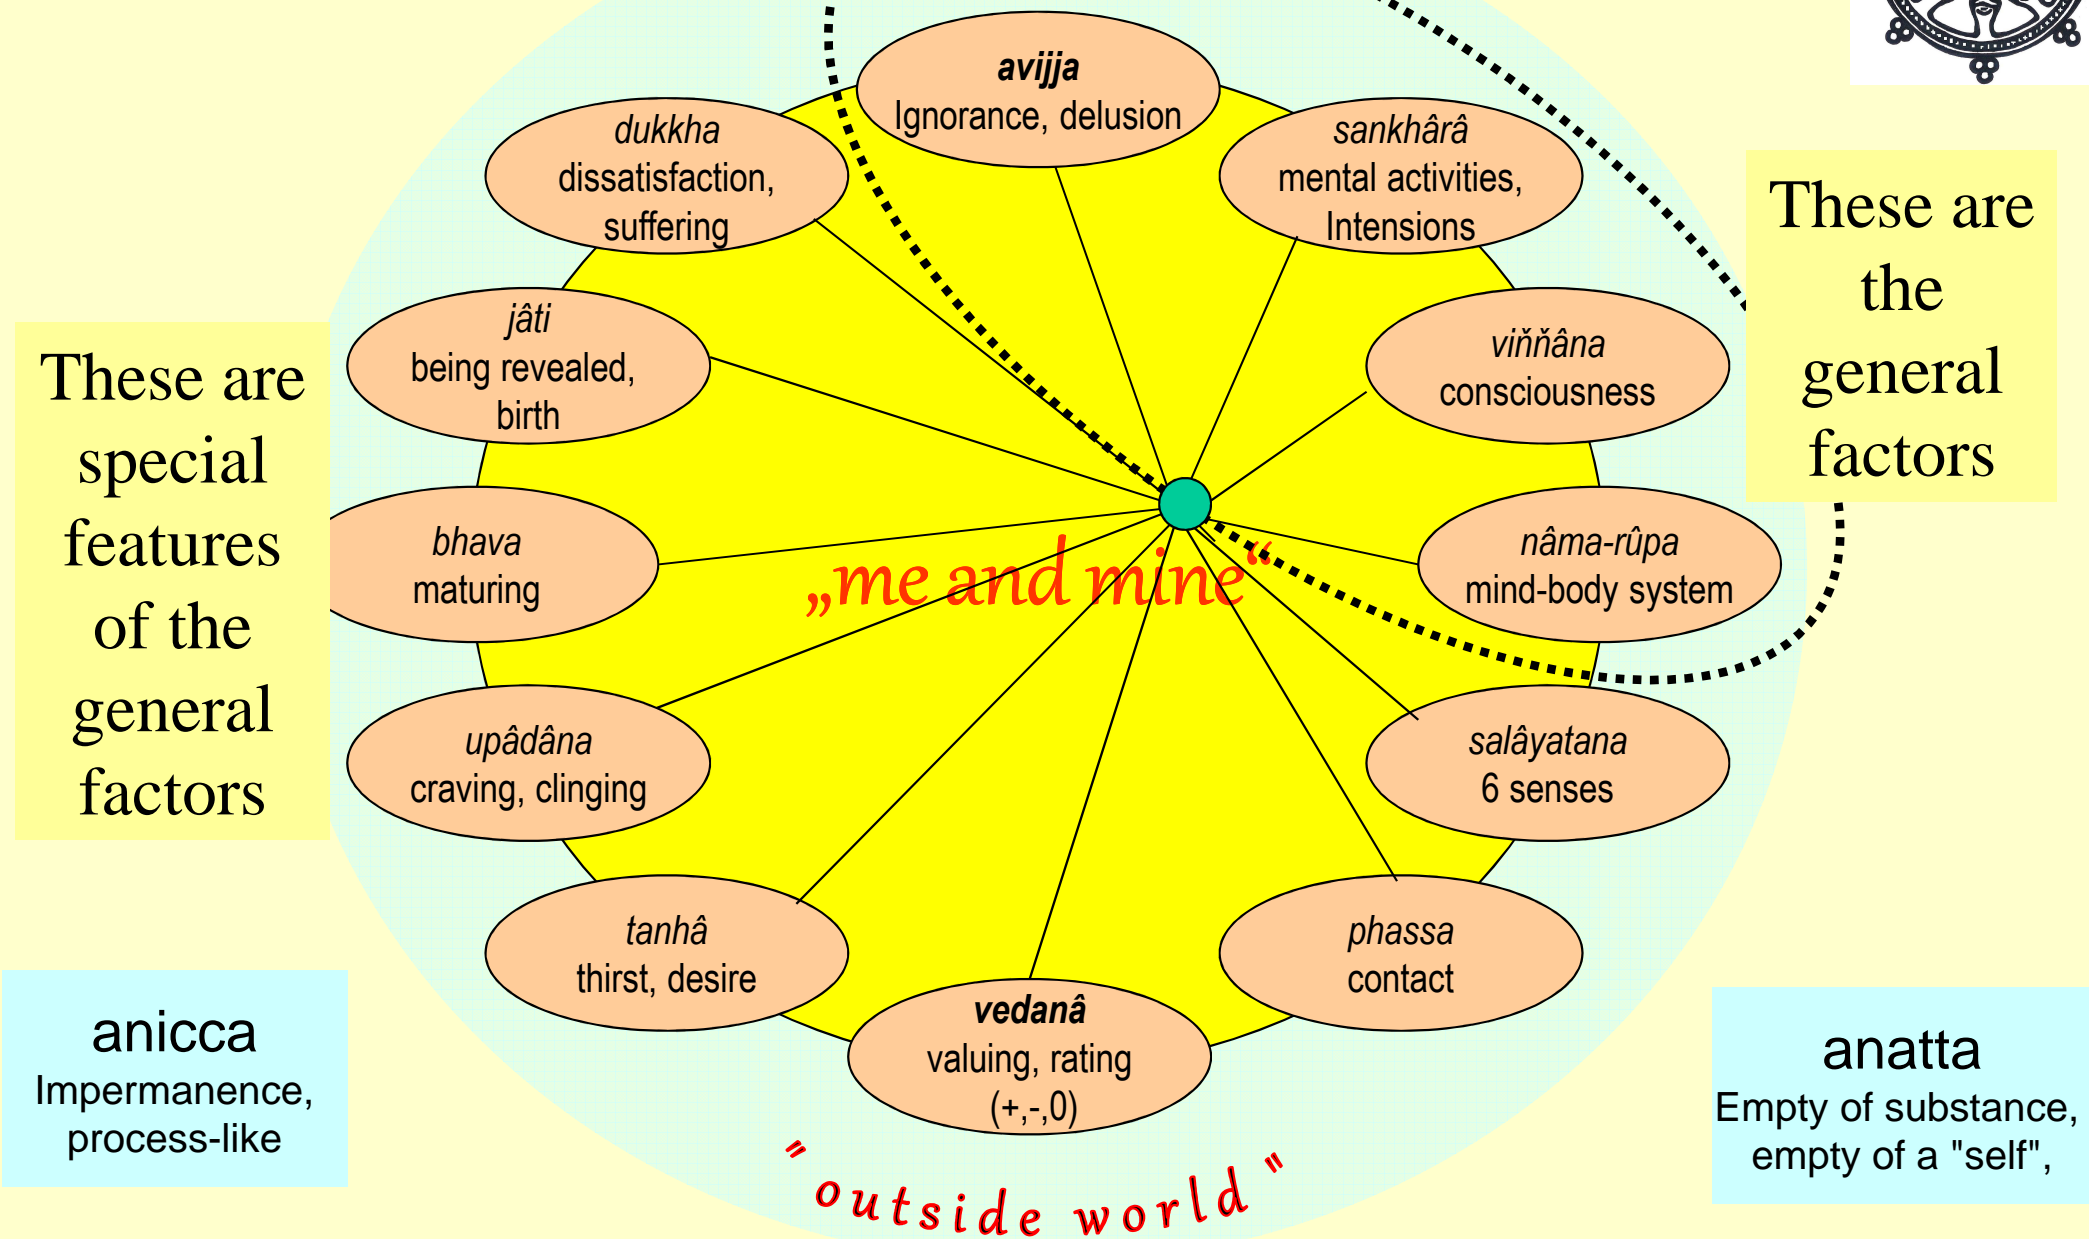 avijja
Ignorance, delusion
sankhârâ
mental activities,
Intensions
viňňâna
consciousness
nâma-rûpa
mind-body system
salâyatana
6 senses
phassa
contact
vedanâ
valuing, rating
(+,-,0)
tanhâ
thirst, desire
upâdâna
craving, clinging
bhava
maturing
jâti
being revealed,
birth
dukkha
dissatisfaction,
suffering
„me and mine“
These are
the
general
factors
These are
special
features
of the
general
factors
anicca
Impermanence,
process-like
anatta
Empty of substance,
empty of a "self",
"outside world"